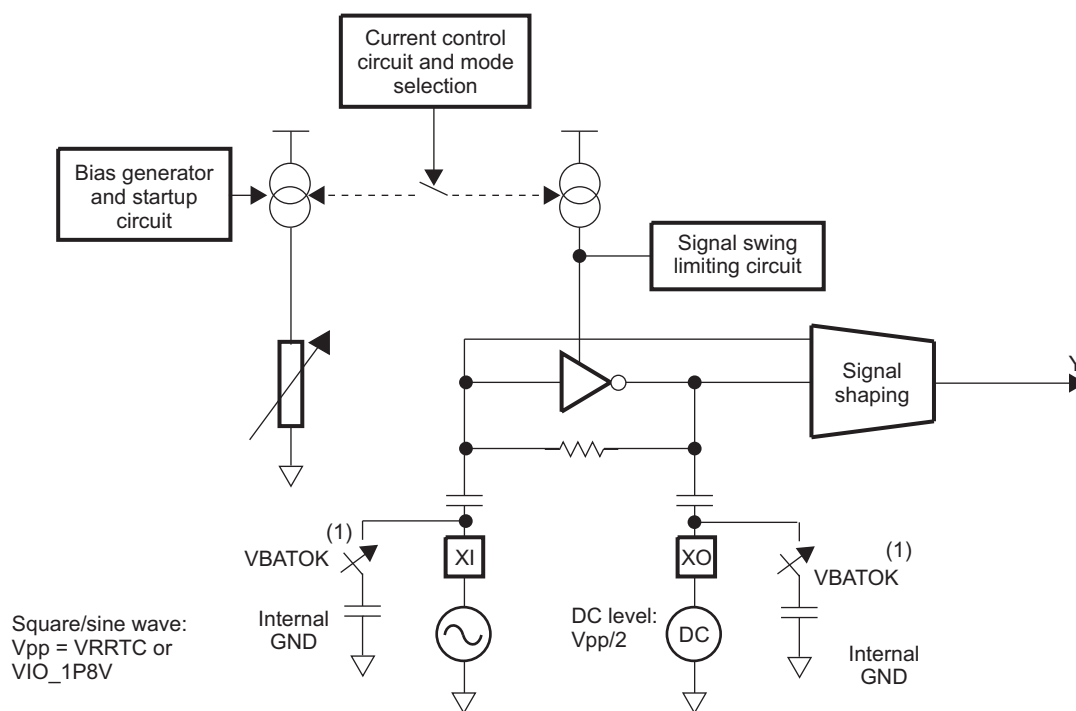 Current control
circuit and mode
selection
Bias generator
and startup
circuit
Signal swing
limiting circuit
Signal
shaping
Y
(1)
VBATOK
XI
XO
(1)
VBATOK
Internal
GND
DC level:
Vpp/2
DC
Internal
GND
Square/sine wave:
Vpp = VRRTC or
VIO_1P8V